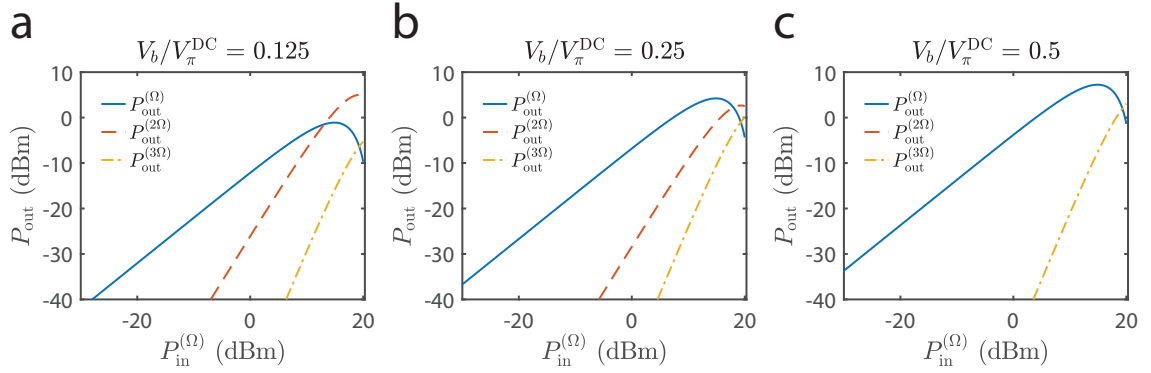 a
V_b/V_π^DC = 0.125
10
0
-10
-20
-30
-40
P_out (dBm)
P_out^(Ω)
P_out^(2Ω)
P_out^(3Ω)
-20
0
20
P_in^(Ω) (dBm)
b
V_b/V_π^DC = 0.25
10
0
-10
-20
-30
-40
P_out (dBm)
P_out^(Ω)
P_out^(2Ω)
P_out^(3Ω)
-20
0
20
P_in^(Ω) (dBm)
c
V_b/V_π^DC = 0.5
10
0
-10
-20
-30
-40
P_out (dBm)
P_out^(Ω)
P_out^(2Ω)
P_out^(3Ω)
-20
0
20
P_in^(Ω) (dBm)